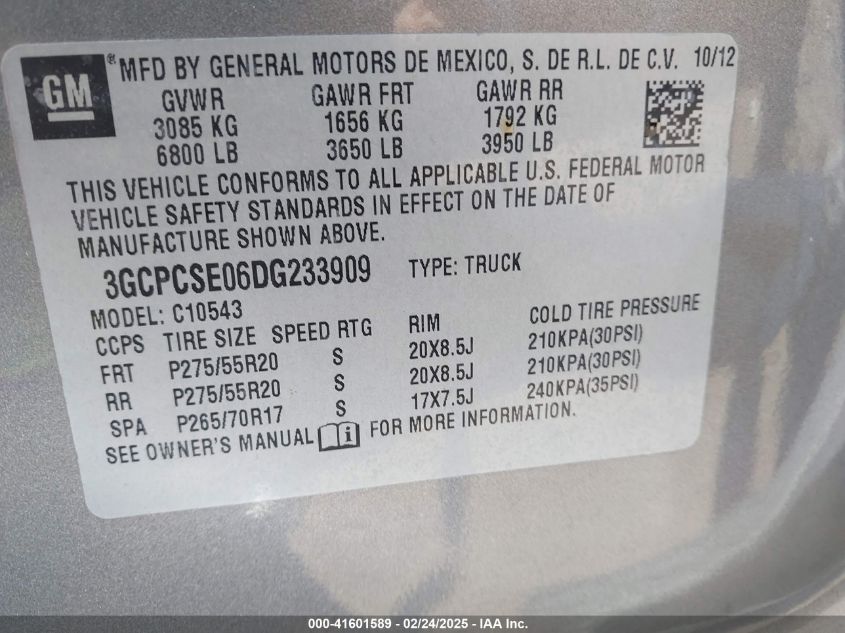 GM ® MFD BY GENERAL MOTORS DE MEXICO, S. DE R.L. DE C.V. 10/12
GVWR GAWR FRT GAWR RR
3085 KG 1656 KG 1792 KG
6800 LB 3650 LB 3950 LB
THIS VEHICLE CONFORMS TO ALL APPLICABLE U.S. FEDERAL MOTOR
VEHICLE SAFETY STANDARDS IN EFFECT ON THE DATE OF
MANUFACTURE SHOWN ABOVE.
3GCPCSE06DG233909 TYPE: TRUCK
MODEL: C10543
CCPS TIRE SIZE SPEED RTG RIM COLD TIRE PRESSURE
FRT P275/55R20 S 20X8.5J 210KPA(30PSI)
RR P275/55R20 S 20X8.5J 210KPA(30PSI)
SPA P265/70R17 S 17X7.5J 240KPA(35PSI)
SEE OWNER'S MANUAL i FOR MORE INFORMATION.
000-41601589 - 02/24/2025 - IAA Inc.